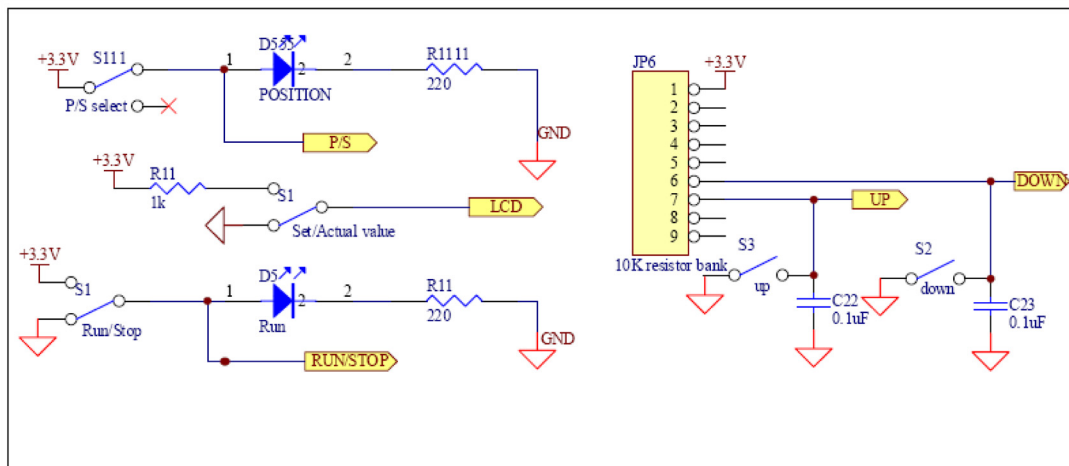 +3.3V
S111
1
D555
2
2
POSITION
R1111
220
P/S select
P/S
GND
+3.3V
R11
1k
S1
Set/Actual value
LCD
+3.3V
S1
Run/Stop
1
D5
2
2
Run
R11
220
RUN/STOP
GND
JP6
+3.3V
1
2
3
4
5
6
7
8
9
10K resistor bank
DOWN
UP
S3
up
C22
0.1uF
S2
down
C23
0.1uF